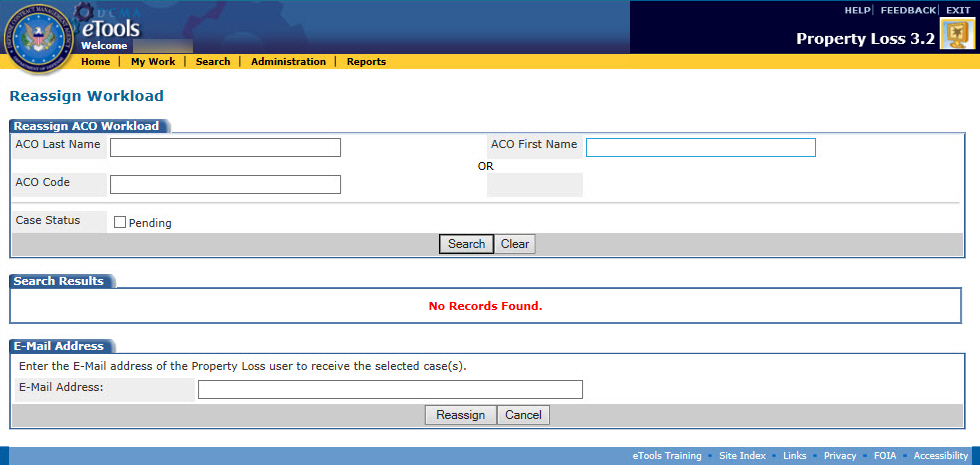 HELP| FEEDBACK| EXIT
DCMA
eTools
Welcome
Property Loss 3.2
Home | My Work | Search | Administration | Reports
Reassign Workload
Reassign ACO Workload
ACO Last Name ACO First Name
OR
ACO Code
Case Status Pending
Search Clear
Search Results
No Records Found.
E-Mail Address
Enter the E-Mail address of the Property Loss user to receive the selected case(s).
E-Mail Address:
Reassign Cancel
eTools Training • Site Index • Links • Privacy • FOIA • Accessibility